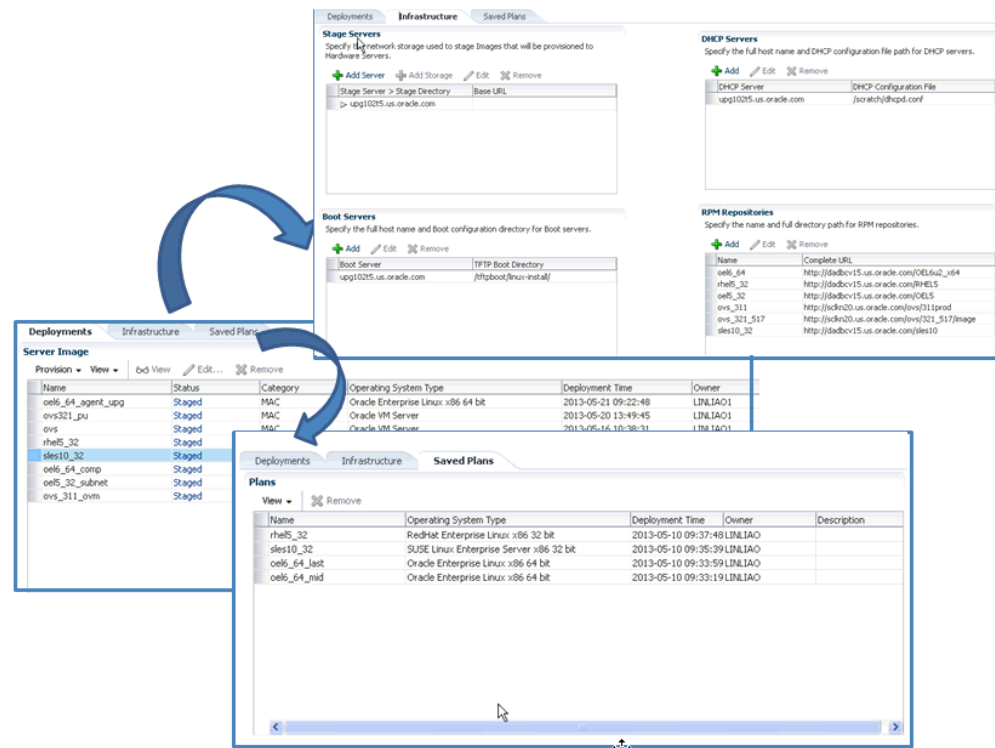 Deployments Infrastructure Saved Plans
Stage Servers
Specify the network storage used to stage Images that will be provisioned to
Hardware Servers.
Add Server Add Storage Edit Remove
Stage Server > Stage Directory Base URL
upg102t5.us.oracle.com
DHCP Servers
Specify the full host name and DHCP configuration file path for DHCP servers.
Add Edit Remove
DHCP Server DHCP Configuration File
upg102t5.us.oracle.com /scratch/dhcpd.conf
Boot Servers
Specify the full host name and Boot configuration directory for Boot servers.
Add Edit Remove
Boot Server TFTP Boot Directory
upg102t5.us.oracle.com /tftpboot/linux-install/
RPM Repositories
Specify the name and full directory path for RPM repositories.
Add Edit Remove
Name Complete URL
oel6_64 http://dadbcv15.us.oracle.com/OEL6u2_x64
rhel5_32 http://dadbcv15.us.oracle.com/RHEL5
oel5_32 http://dadbcv15.us.oracle.com/OEL5
ovs_311 http://sclkn20.us.oracle.com/ovs/311prod
ovs_321_517 http://sclkn20.us.oracle.com/ovs/321_517/image
sles10_32 http://dadbcv15.us.oracle.com/sles10
Deployments Infrastructure Saved Plans
Server Image
Provision View View Edit... Remove
Name Status Category Operating System Type Deployment Time Owner
oel6_64_agent_upg Staged MAC Oracle Enterprise Linux x86 64 bit 2013-05-21 09:22:48 LINLIAO1
ovs321_pu Staged MAC Oracle VM Server 2013-05-20 13:49:45 LINLIAO1
ovs Staged MAC Oracle VM Server 2013-05-16 10:38:31 LINLIAO1
rhel5_32 Staged
sles10_32 Staged
oel6_64_comp Staged
oel5_32_subnet Staged
ovs_311_ovm Staged
Deployments Infrastructure Saved Plans
Plans
View Remove
Name Operating System Type Deployment Time Owner Description
rhel5_32 RedHat Enterprise Linux x86 32 bit 2013-05-10 09:37:48 LINLIAO
sles10_32 SUSE Linux Enterprise Server x86 32 bit 2013-05-10 09:35:39 LINLIAO
oel6_64_last Oracle Enterprise Linux x86 64 bit 2013-05-10 09:33:59 LINLIAO
oel6_64_mid Oracle Enterprise Linux x86 64 bit 2013-05-10 09:33:19 LINLIAO